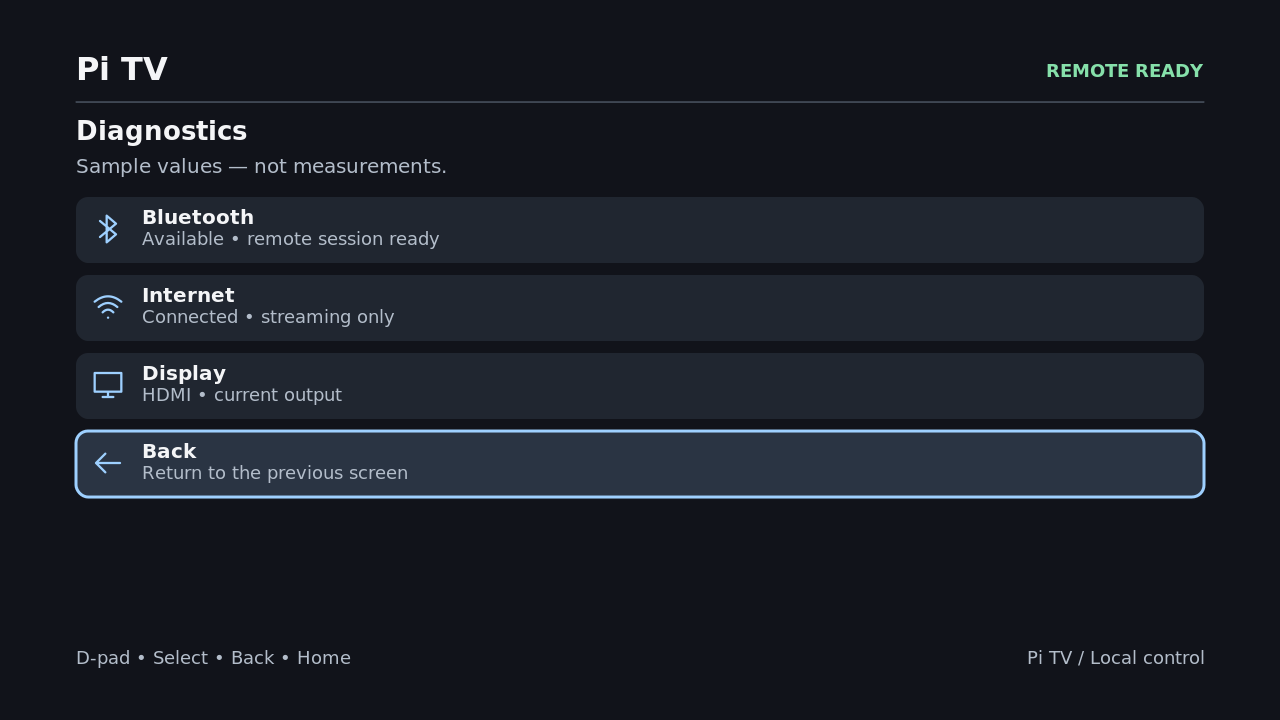 Pi TV
REMOTE READY
Diagnostics
Sample values — not measurements.
Bluetooth
Available • remote session ready
Internet
Connected • streaming only
Display
HDMI • current output
Back
Return to the previous screen
D-pad • Select • Back • Home
Pi TV / Local control